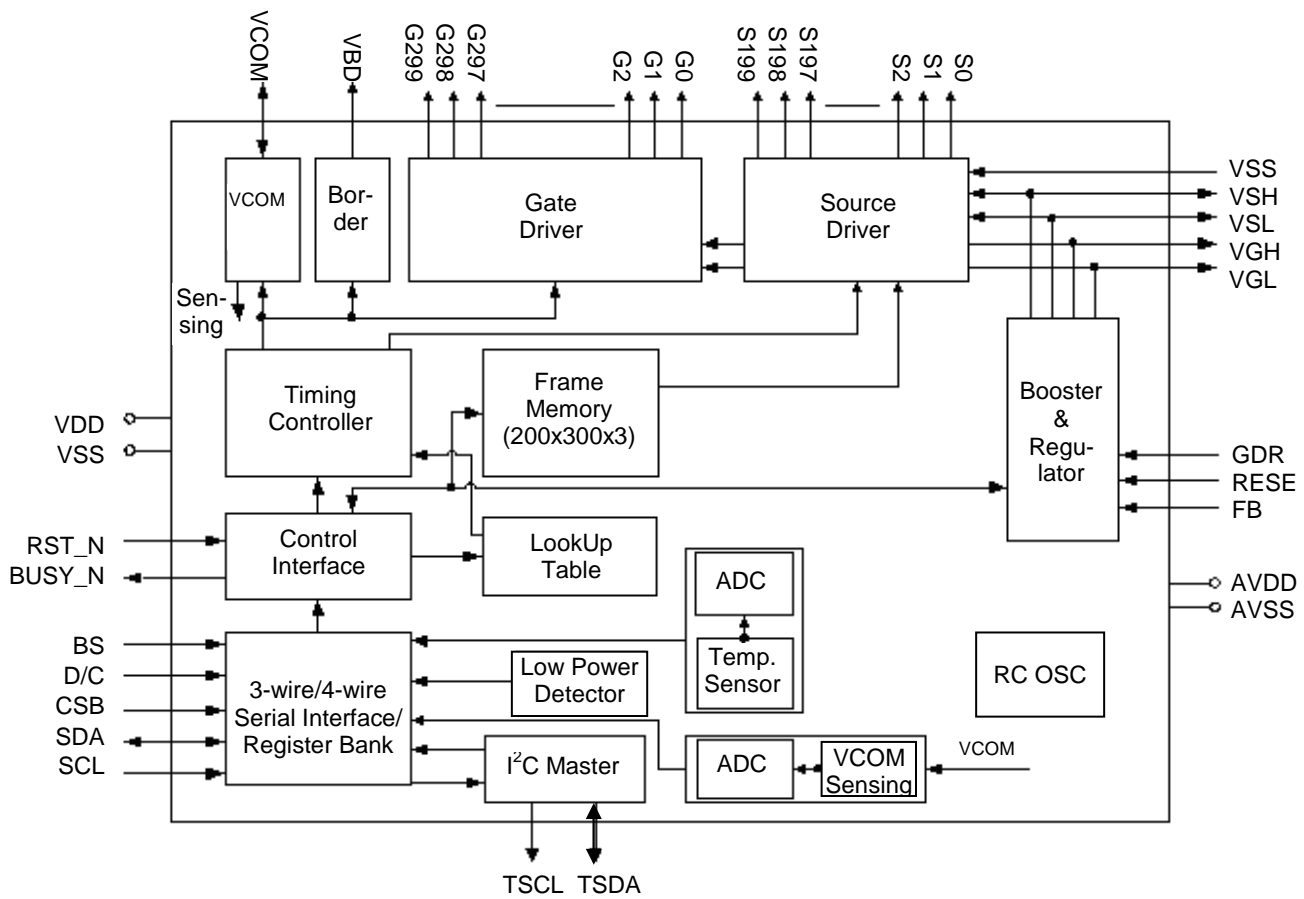 VCOM
VBD
G299
G298
G297
G2
G1
G0
S199
S198
S197
S2
S1
S0
VCOM
Bor-
der
Gate
Driver
Source
Driver
VSS
VSH
VSL
VGH
VGL
Sen-
sing
Timing
Controller
Frame
Memory
(200x300x3)
Booster
&
Regu-
lator
VDD
VSS
GDR
RESE
FB
RST_N
BUSY_N
Control
Interface
LookUp
Table
ADC
Temp.
Sensor
AVDD
AVSS
BS
D/C
CSB
SDA
SCL
3-wire/4-wire
Serial Interface/
Register Bank
Low Power
Detector
RC OSC
I²C Master
ADC
VCOM
Sensing
VCOM
TSCL
TSDA